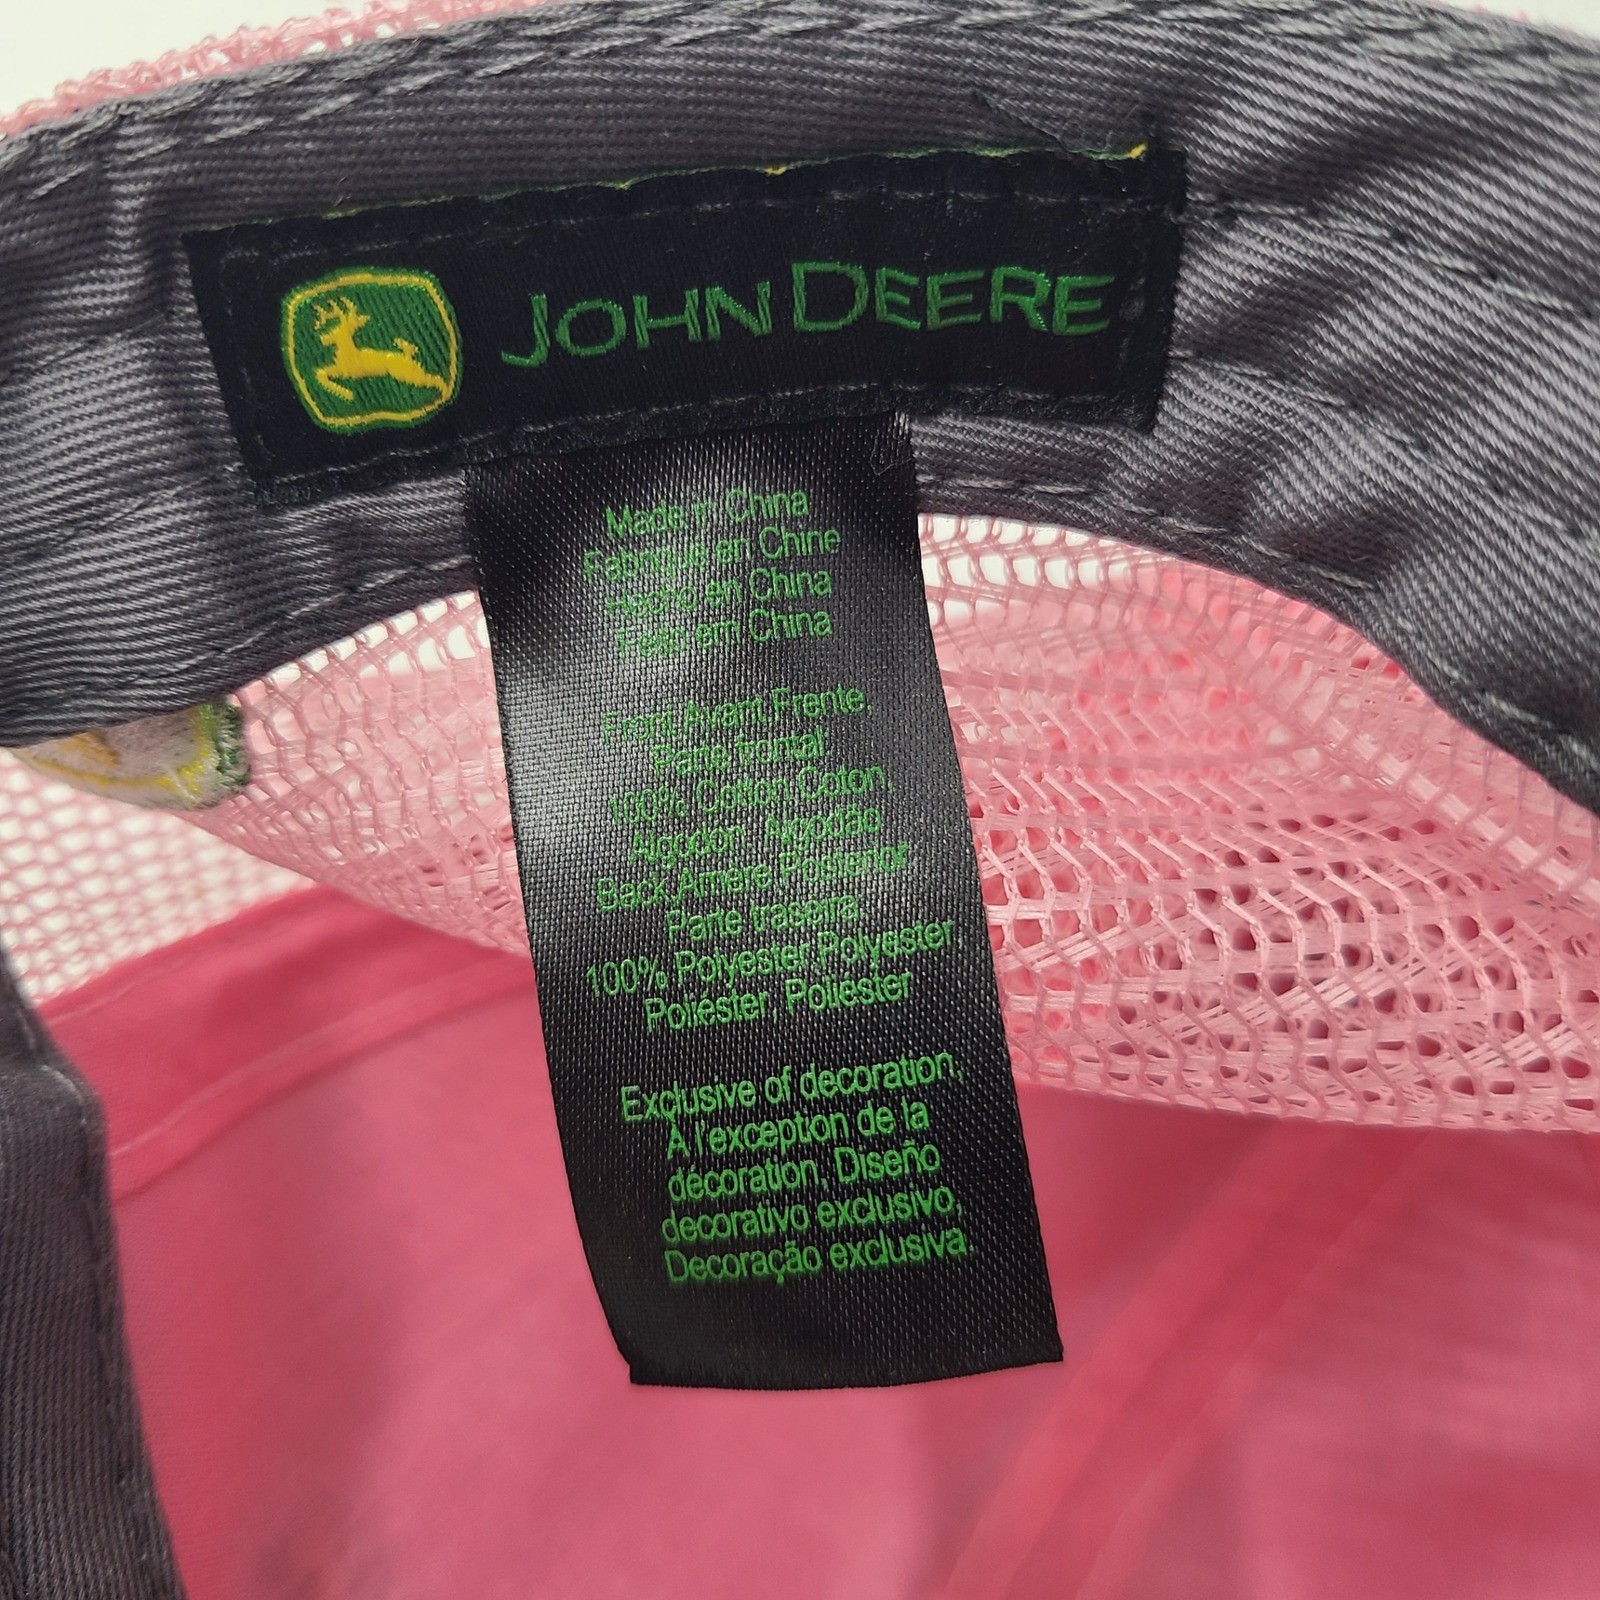 JOHN DEERE
Made in China
Fabriqué en Chine
Hecho en China
Feito em China
Front,Avant,Frente,
Parte frontal
100% Cotton,Coton,
Algodón, Algodão
Back,Arriere,Posterior,
Parte traceira
100% Polyester,Polyester,
Poliéster, Poliéster
Exclusive of decoration,
À l'exception de la
décoration, Diseño
decorativo exclusivo,
Decoração exclusiva.